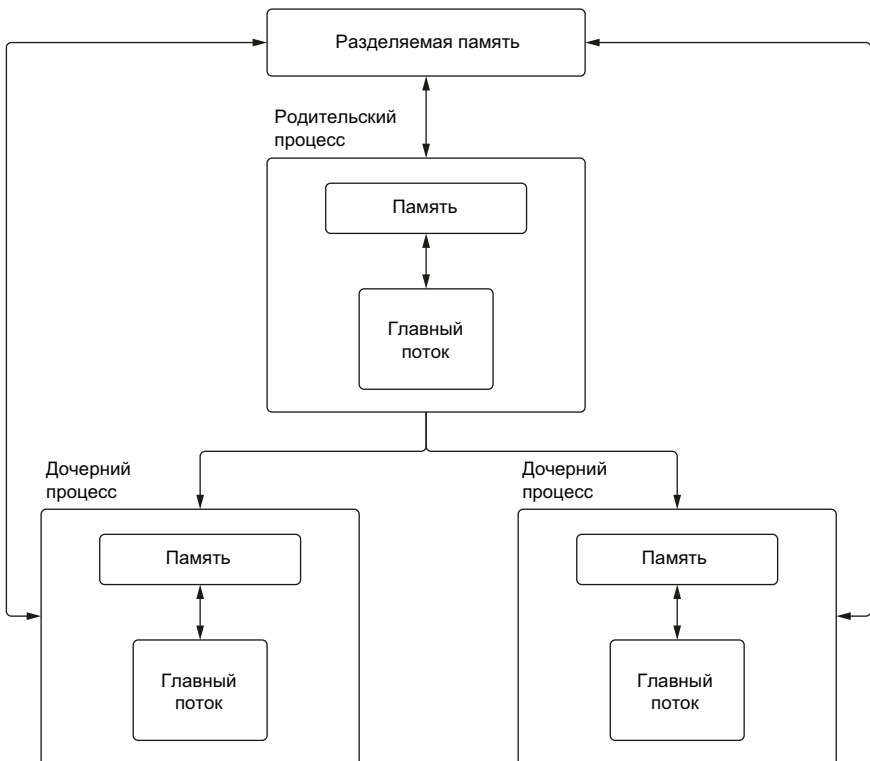 Разделяемая память
Родительский
процесс
Память
Главный
поток
Дочерний
процесс
Память
Главный
поток
Дочерний
процесс
Память
Главный
поток